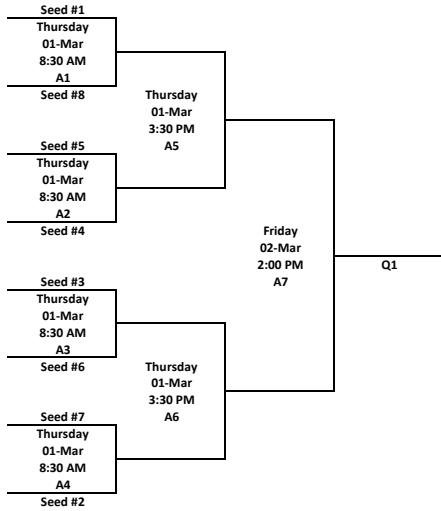 Seed #1
Thursday
01-Mar
8:30 AM
A1
Seed #8
Thursday
01-Mar
3:30 PM
A5
Seed #5
Thursday
01-Mar
8:30 AM
A2
Seed #4
Friday
02-Mar
2:00 PM
A7
Q1
Seed #3
Thursday
01-Mar
8:30 AM
A3
Seed #6
Thursday
01-Mar
3:30 PM
A6
Seed #7
Thursday
01-Mar
8:30 AM
A4
Seed #2